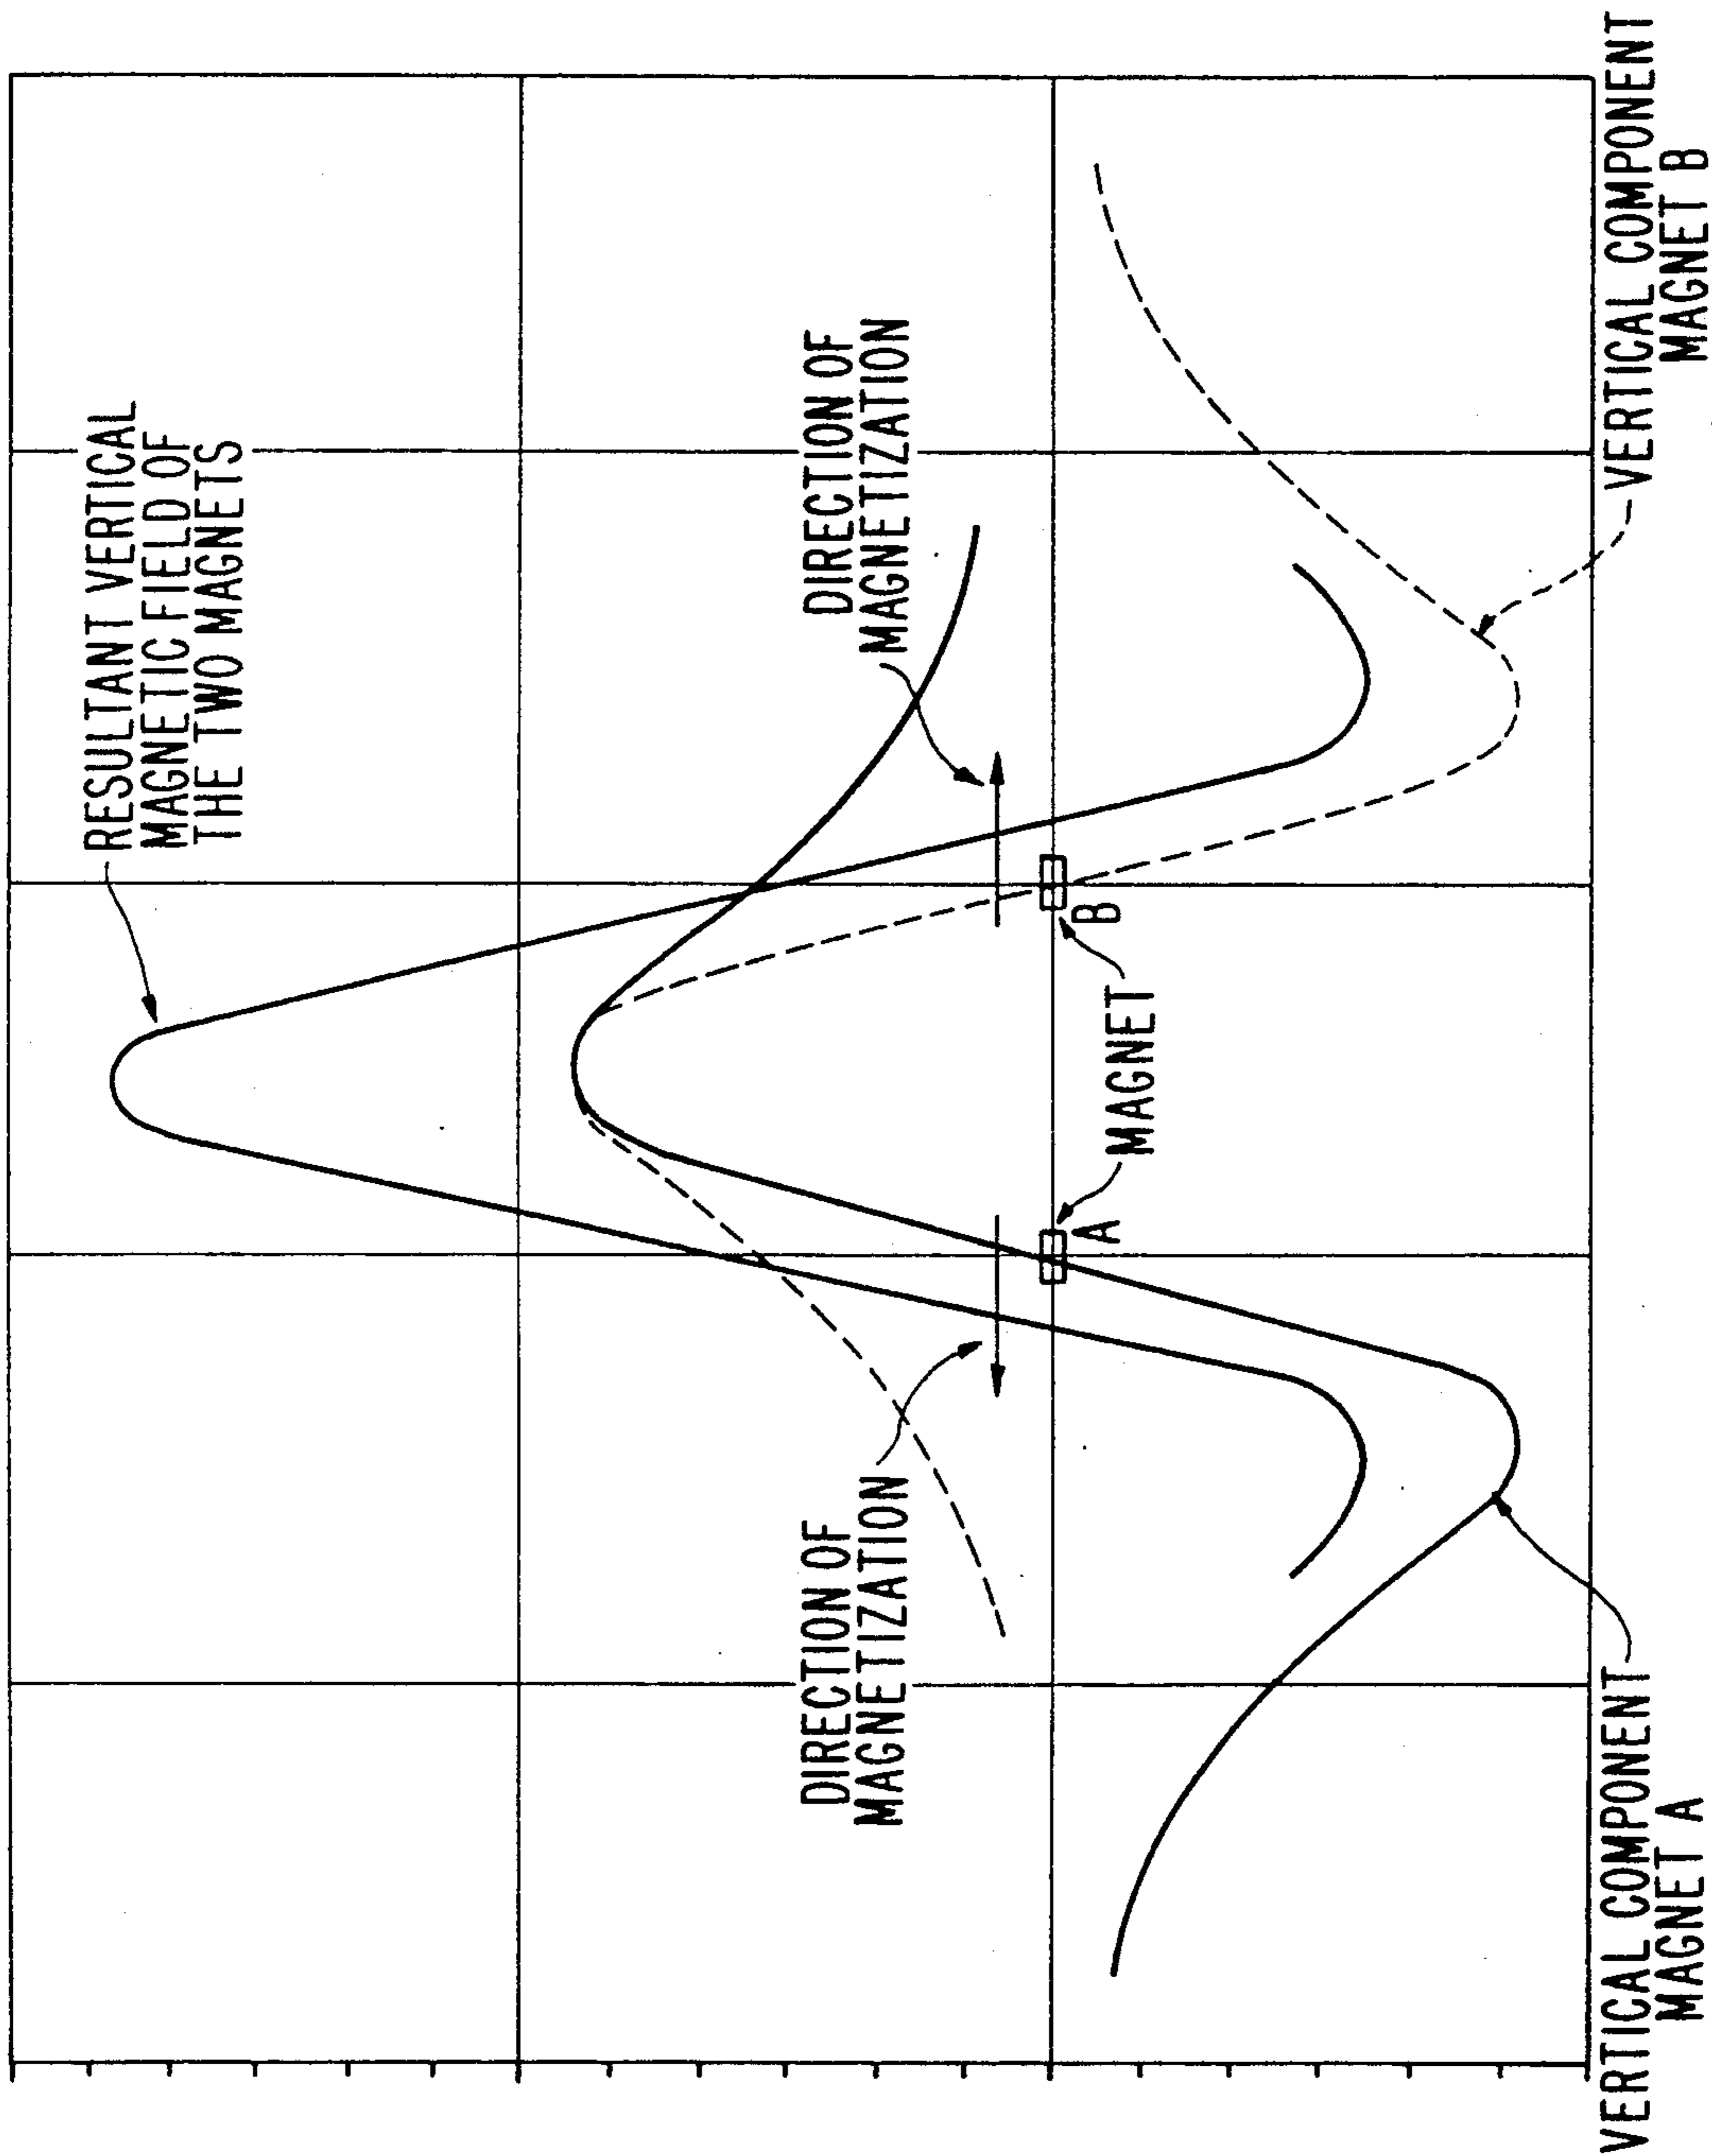 RESULTANT VERTICAL
MAGNETIC FIELD OF
THE TWO MAGNETS
DIRECTION OF
MAGNETIZATION
DIRECTION OF
MAGNETIZATION
A
B
MAGNET
VERTICAL COMPONENT
MAGNET A
VERTICAL COMPONENT
MAGNET B